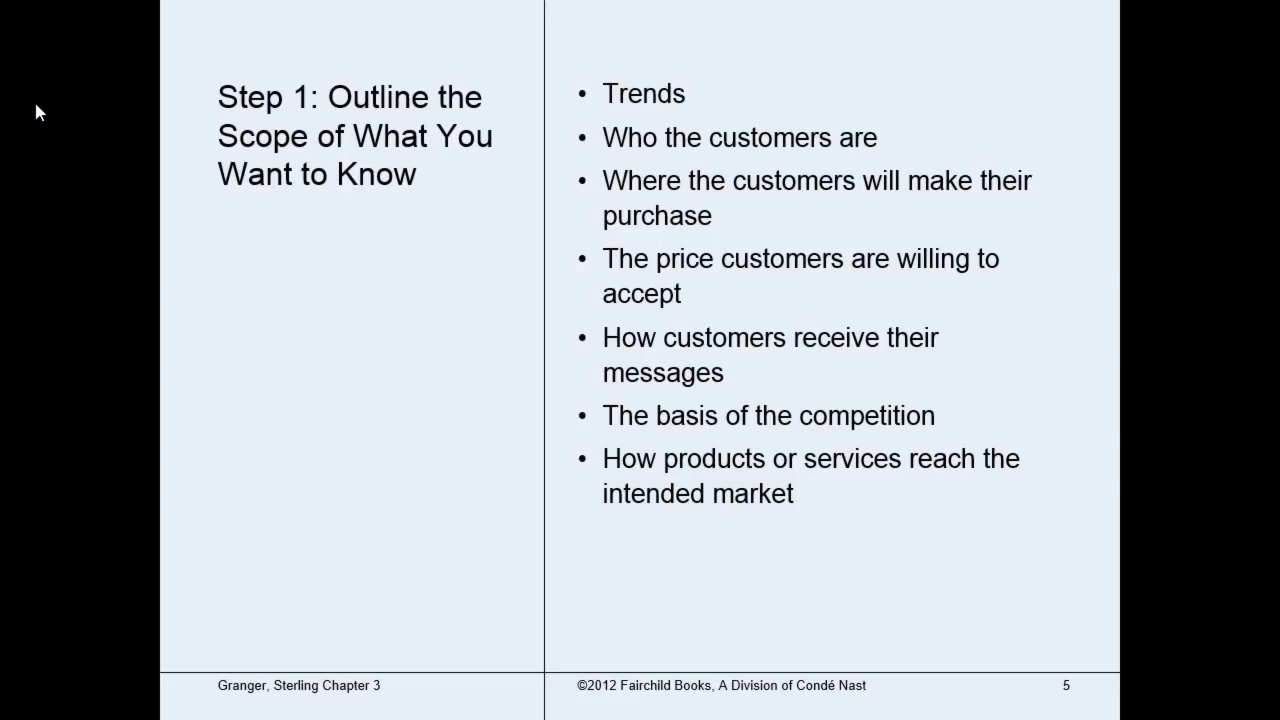 Step 1: Outline the
Scope of What You
Want to Know
• Trends
• Who the customers are
• Where the customers will make their
purchase
• The price customers are willing to
accept
• How customers receive their
messages
• The basis of the competition
• How products or services reach the
intended market
Granger, Sterling Chapter 3
©2012 Fairchild Books, A Division of Condé Nast
5